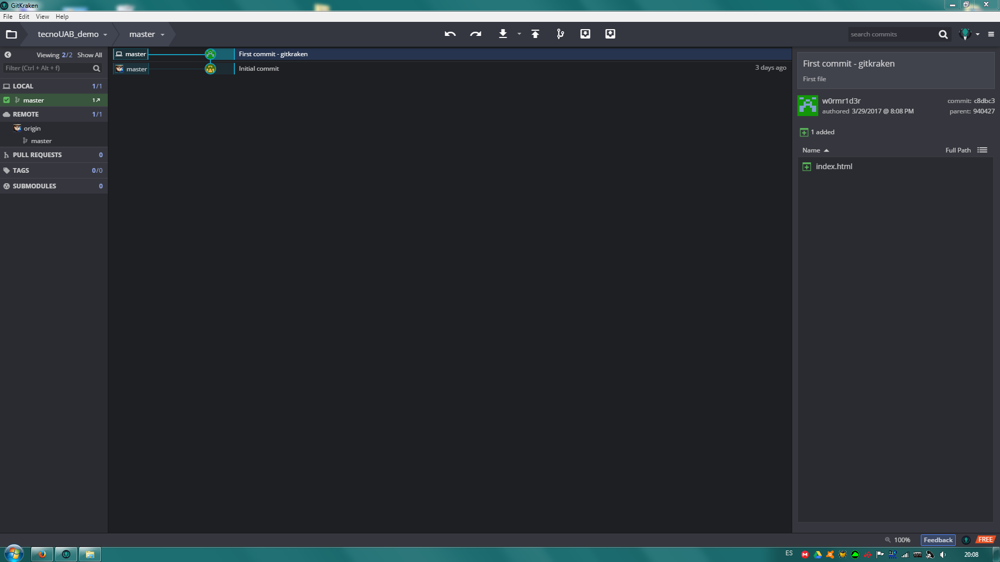 GitKraken
File Edit View Help
tecnoUAB_demo master search commits
Viewing 2/2 Show All
Filter (Ctrl + Alt + f)
LOCAL 1/1
master 1
REMOTE 1/1
origin
master
PULL REQUESTS 0
TAGS 0/0
SUBMODULES 0
master First commit - gitkraken
master Initial commit 3 days ago
First commit - gitkraken
First file
w0rmr1d3r commit: c8dbc3
authored 3/29/2017 @ 8:08 PM parent: 940427
1 added
Name Full Path
index.html
100% Feedback FREE
ES 20:08